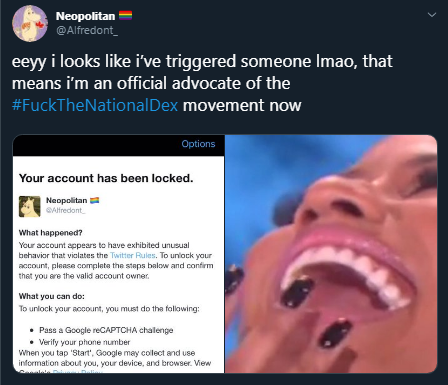 Neopolitan
@Alfredont_
eeyy i looks like i've triggered someone lmao, that
means i'm an official advocate of the
#FuckTheNationalDex movement now
Options
Your account has been locked.
Neopolitan
@Alfredont_
What happened?
Your account appears to have exhibited unusual
behavior that violates the Twitter Rules. To unlock your
account, please complete the steps below and confirm
that you are the valid account owner.
What you can do:
To unlock your account, you must do the following:
• Pass a Google reCAPTCHA challenge
• Verify your phone number
When you tap 'Start', Google may collect and use
information about you, your device, and browser. View
Google's Privacy Policy